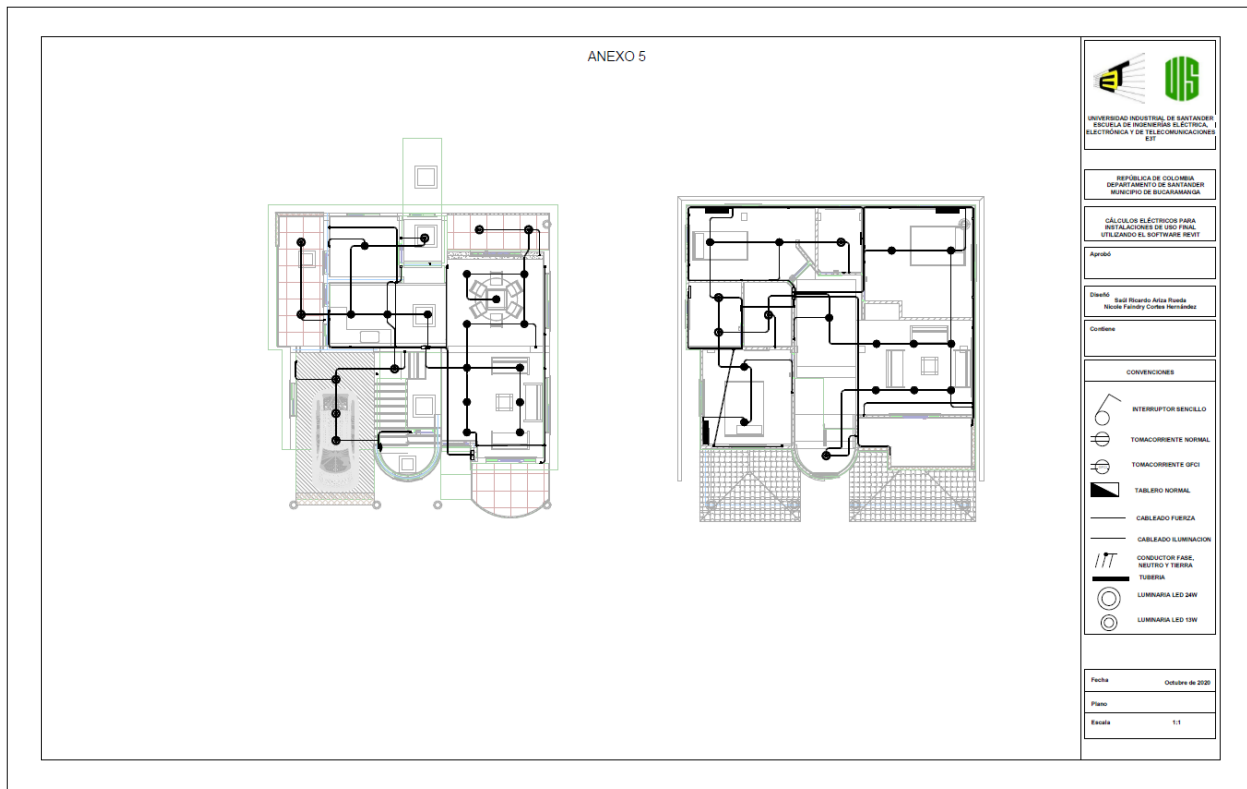 ANEXO 5
UIS
UNIVERSIDAD INDUSTRIAL DE SANTANDER
ESCUELA DE INGENIERÍAS ELÉCTRICA,
ELECTRÓNICA Y DE TELECOMUNICACIONES
E3T
REPÚBLICA DE COLOMBIA
DEPARTAMENTO DE SANTANDER
MUNICIPIO DE BUCARAMANGA
CÁLCULOS ELÉCTRICOS PARA
INSTALACIONES DE USO FINAL
UTILIZANDO EL SOFTWARE REVIT
Aprobó
Diseñó
Saúl Ricardo Ariza Rueda
Nicole Faindry Cortes Hernández
Contiene
CONVENCIONES
INTERRUPTOR SENCILLO
TOMACORRIENTE NORMAL
TOMACORRIENTE GFCI
TABLERO NORMAL
CABLEADO FUERZA
CABLEADO ILUMINACION
CONDUCTOR FASE,
NEUTRO Y TIERRA
TUBERIA
LUMINARIA LED 24W
LUMINARIA LED 13W
Fecha Octubre de 2020
Plano
Escala 1:1